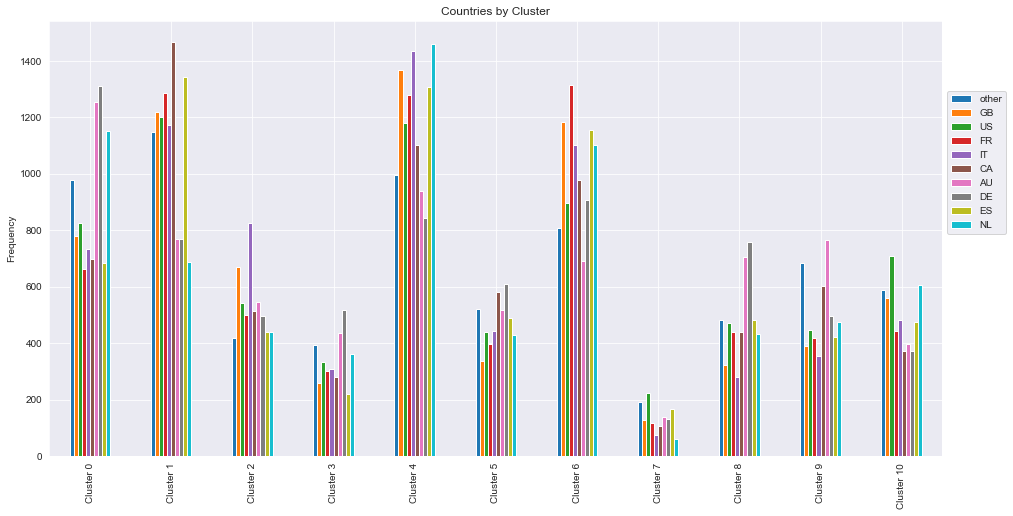 Countries by Cluster
Frequency
1400
1200
1000
800
600
400
200
0
Cluster 0
Cluster 1
Cluster 2
Cluster 3
Cluster 4
Cluster 5
Cluster 6
Cluster 7
Cluster 8
Cluster 9
Cluster 10
other
GB
US
FR
IT
CA
AU
DE
ES
NL